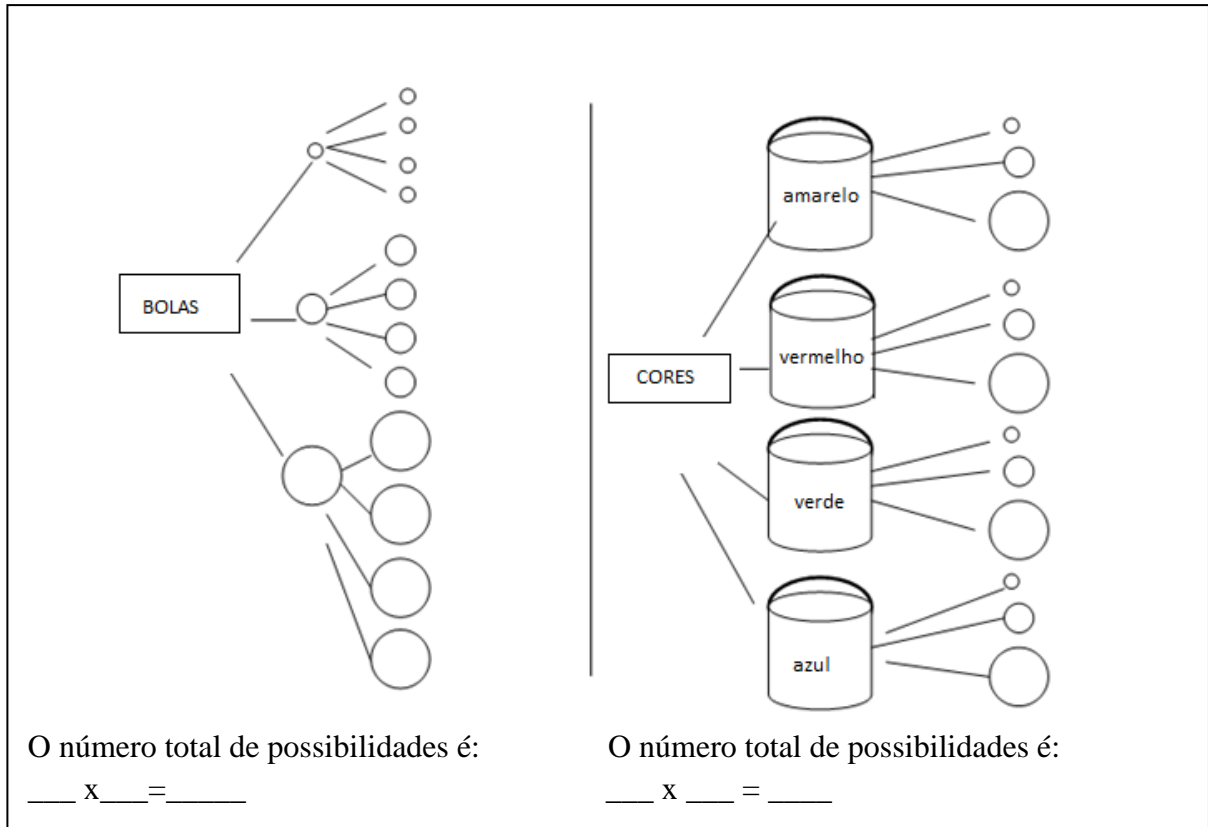 BOLAS
CORES
amarelo
vermelho
verde
azul
O número total de possibilidades é:
___ x___=_____
O número total de possibilidades é:
___ x ___ = ____